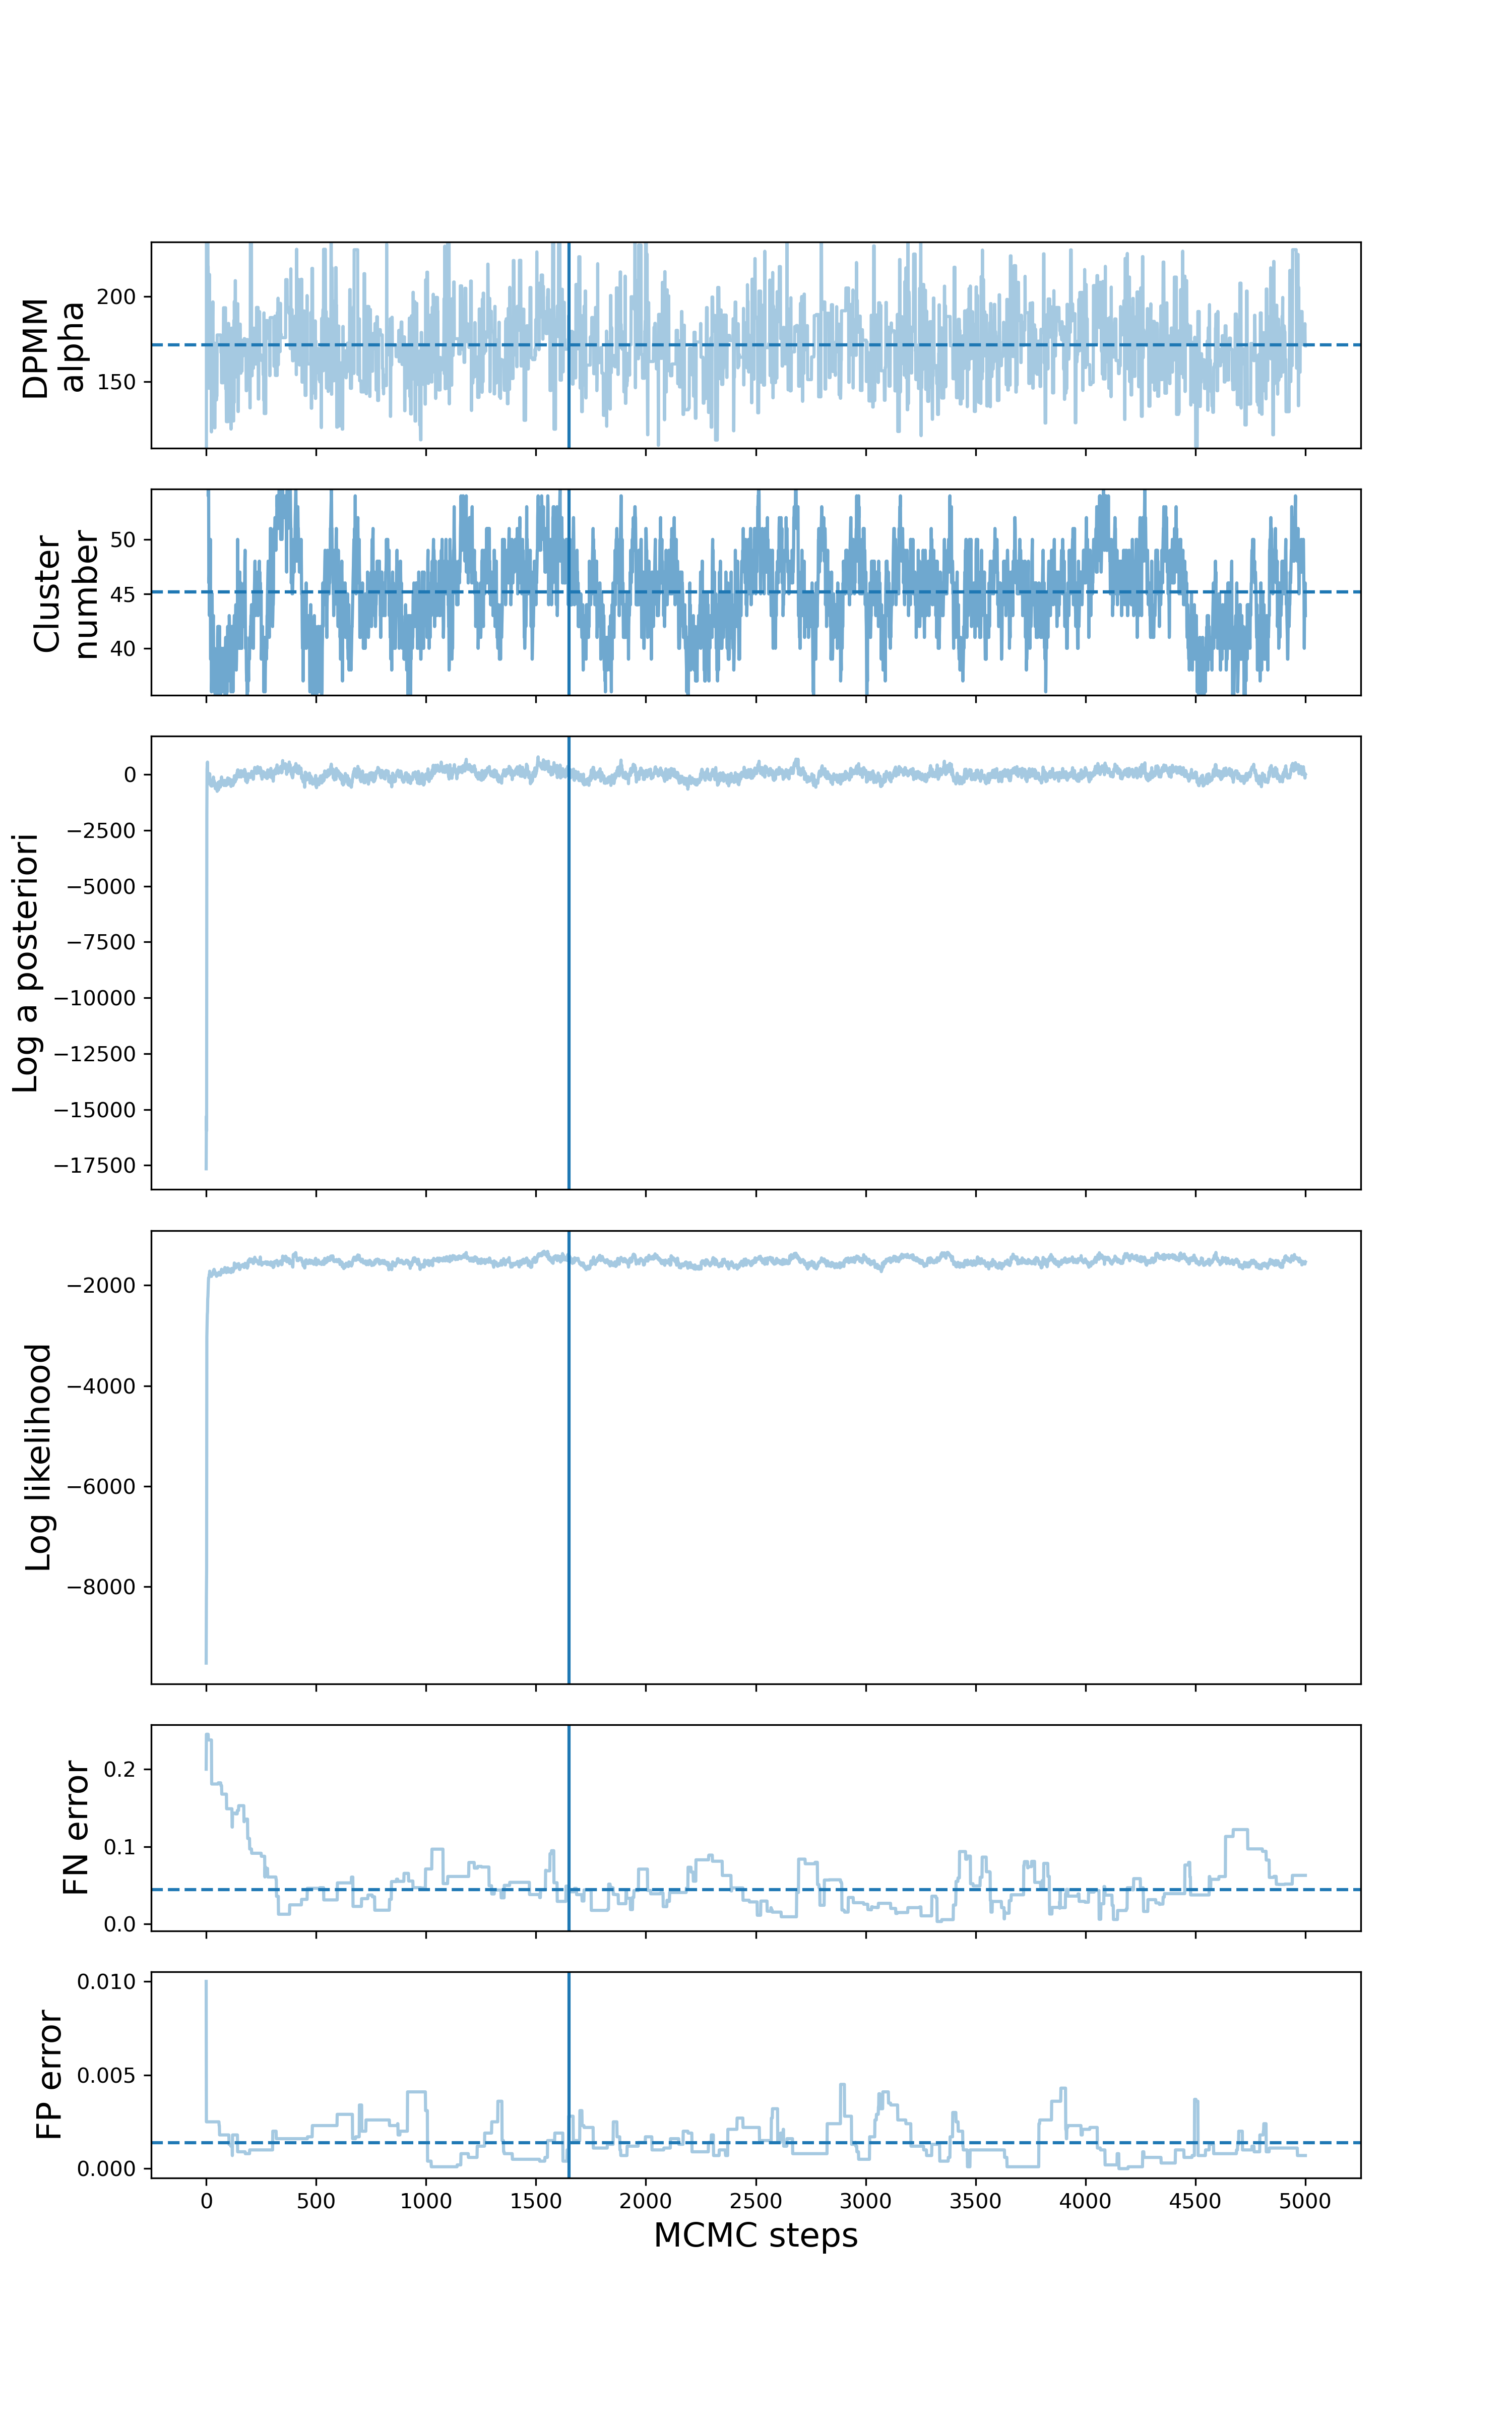 DPMM
alpha
200
150
Cluster
number
50
45
40
Log a posteriori
0
−2500
−5000
−7500
−10000
−12500
−15000
−17500
Log likelihood
−2000
−4000
−6000
−8000
FN error
0.2
0.1
0.0
FP error
0.010
0.005
0.000
0 500 1000 1500 2000 2500 3000 3500 4000 4500 5000
MCMC steps